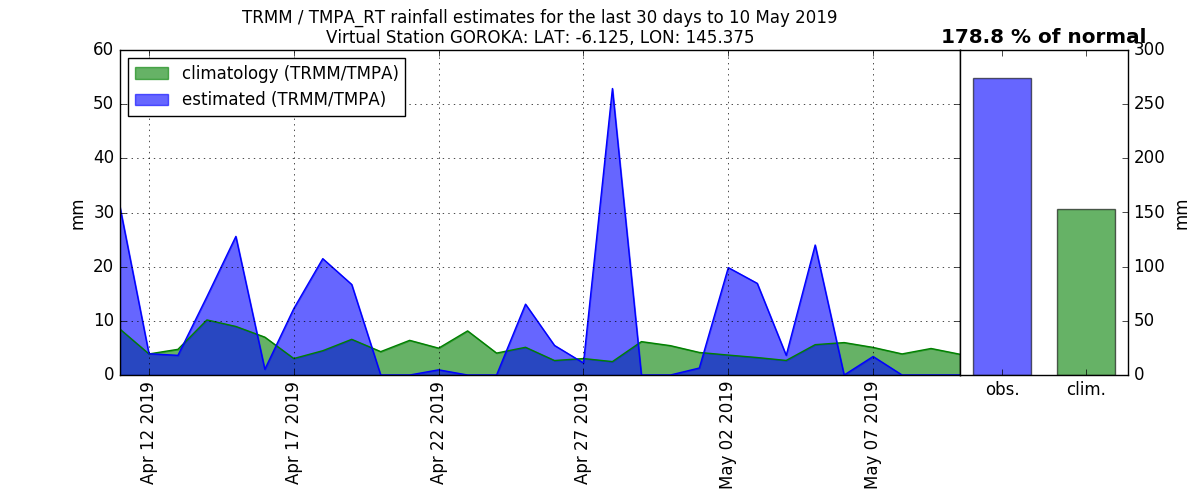 TRMM / TMPA_RT rainfall estimates for the last 30 days to 10 May 2019
Virtual Station GOROKA: LAT: -6.125, LON: 145.375
178.8 % of normal
climatology (TRMM/TMPA)
estimated (TRMM/TMPA)
mm
60
50
40
30
20
10
0
Apr 12 2019
Apr 17 2019
Apr 22 2019
Apr 27 2019
May 02 2019
May 07 2019
300
250
200
150
100
50
0
mm
obs.
clim.